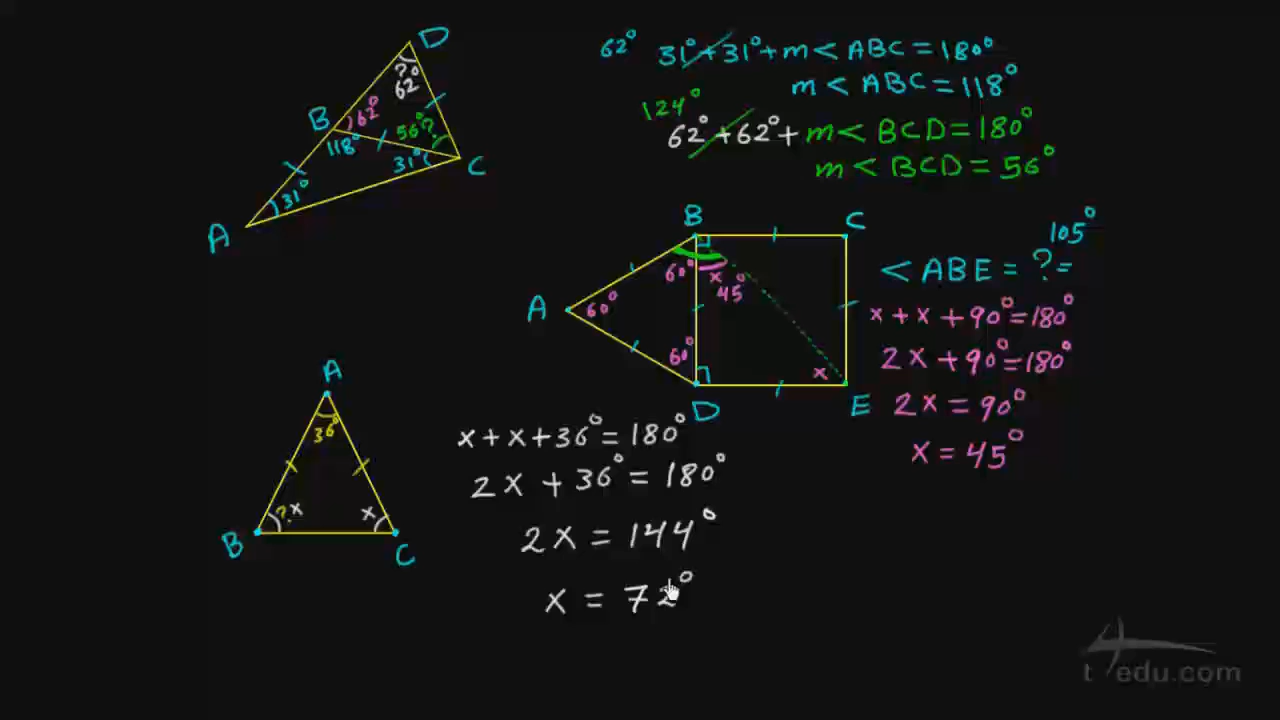 D
?°
62
B
62°
56°?
118°
31°
C
31°
A
62° 31°+31°+m< ABC=180°
m< ABC=118°
124°
62°+62°+m< BCD=180°
m< BCD=56°
B
C
60°
x
45°
A
60°
60°
x
D
E
105°
<ABE=?=
x+x+90°=180°
2x+90°=180°
2x=90°
x=45°
A
36°
?x
x
B
C
x+x+36°=180°
2x+36°=180°
2x=144°
x=72°
t4edu.com